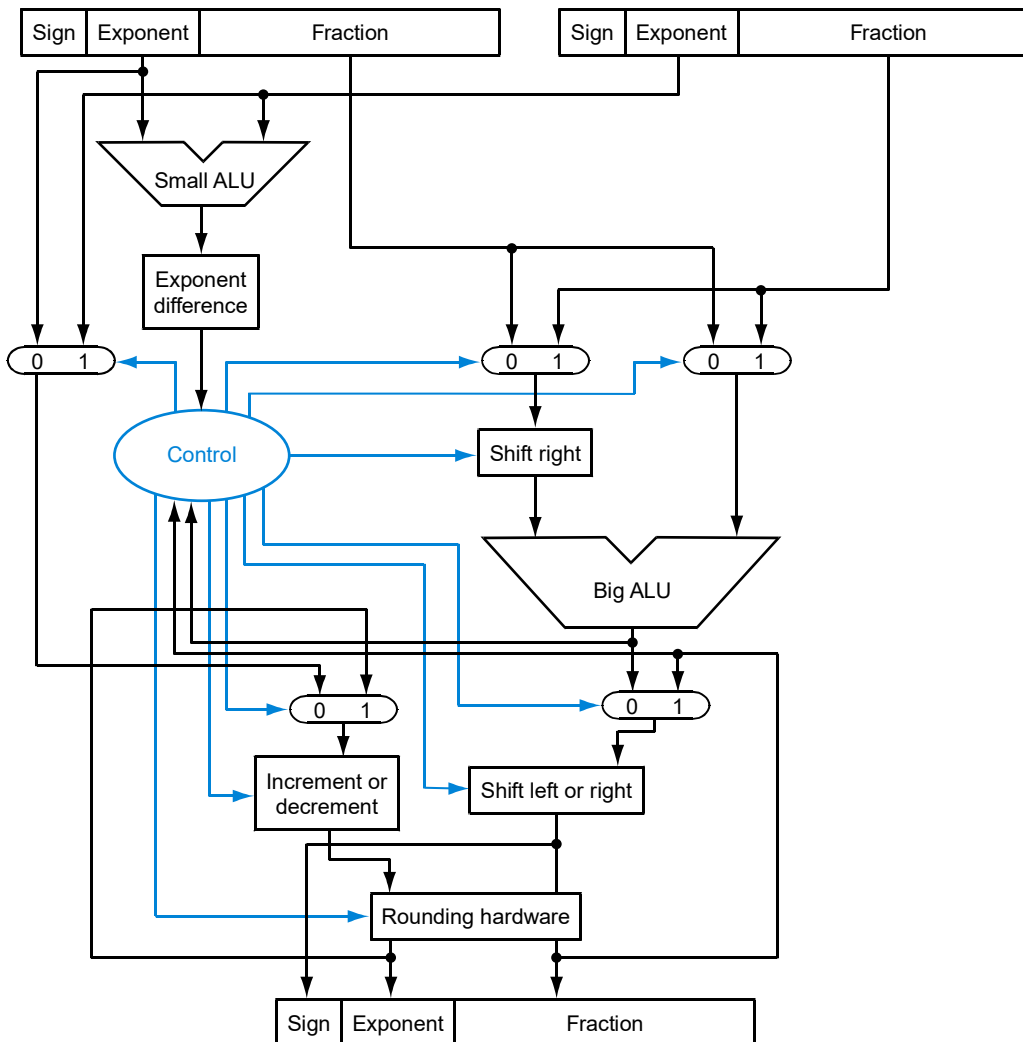 Sign Exponent Fraction Sign Exponent Fraction
Small ALU
Exponent
difference
0 1 0 1 0 1
Control Shift right
Big ALU
0 1 0 1
Increment or
decrement
Shift left or right
Rounding hardware
Sign Exponent Fraction